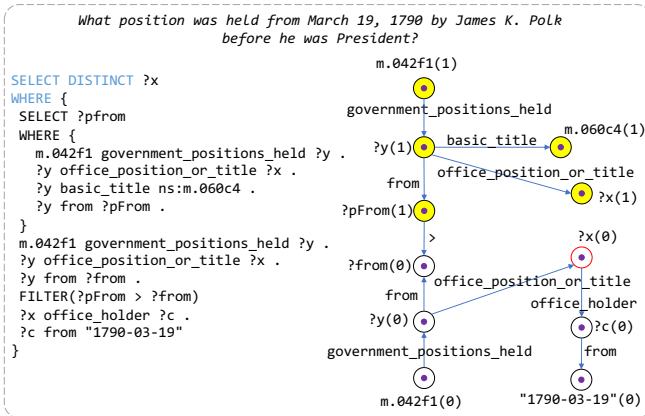 What position was held from March 19, 1790 by James K. Polk
before he was President?
SELECT DISTINCT ?x
WHERE {
SELECT ?pfrom
WHERE {
m.042f1 government_positions_held ?y .
?y office_position_or_title ?x .
?y basic_title ns:m.060c4 .
?y from ?pFrom .
}
m.042f1 government_positions_held ?y .
?y office_position_or_title ?x .
?y from ?from .
FILTER(?pFrom > ?from)
?x office_holder ?c .
?c from "1790-03-19"
}
m.042f1(1)
government_positions_held
m.060c4(1)
?y(1)
basic_title
office_position_or_title
from
?x(1)
?pFrom(1)
>
?x(0)
?from(0)
office_position_or_title
from
office_holder
?y(0)
?c(0)
government_positions_held
from
m.042f1(0)
"1790-03-19"(0)